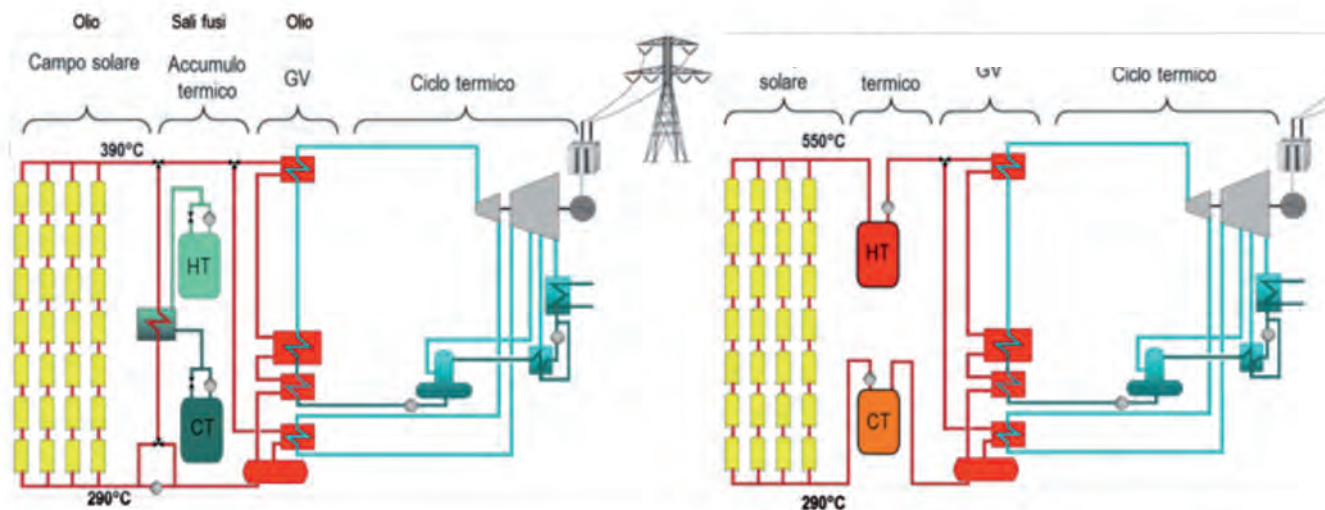 Olio Sali fusi Olio
Campo solare Accumulo termico GV Ciclo termico
390°C
HT
CT
290°C
solare termico GV Ciclo termico
550°C
HT
CT
290°C